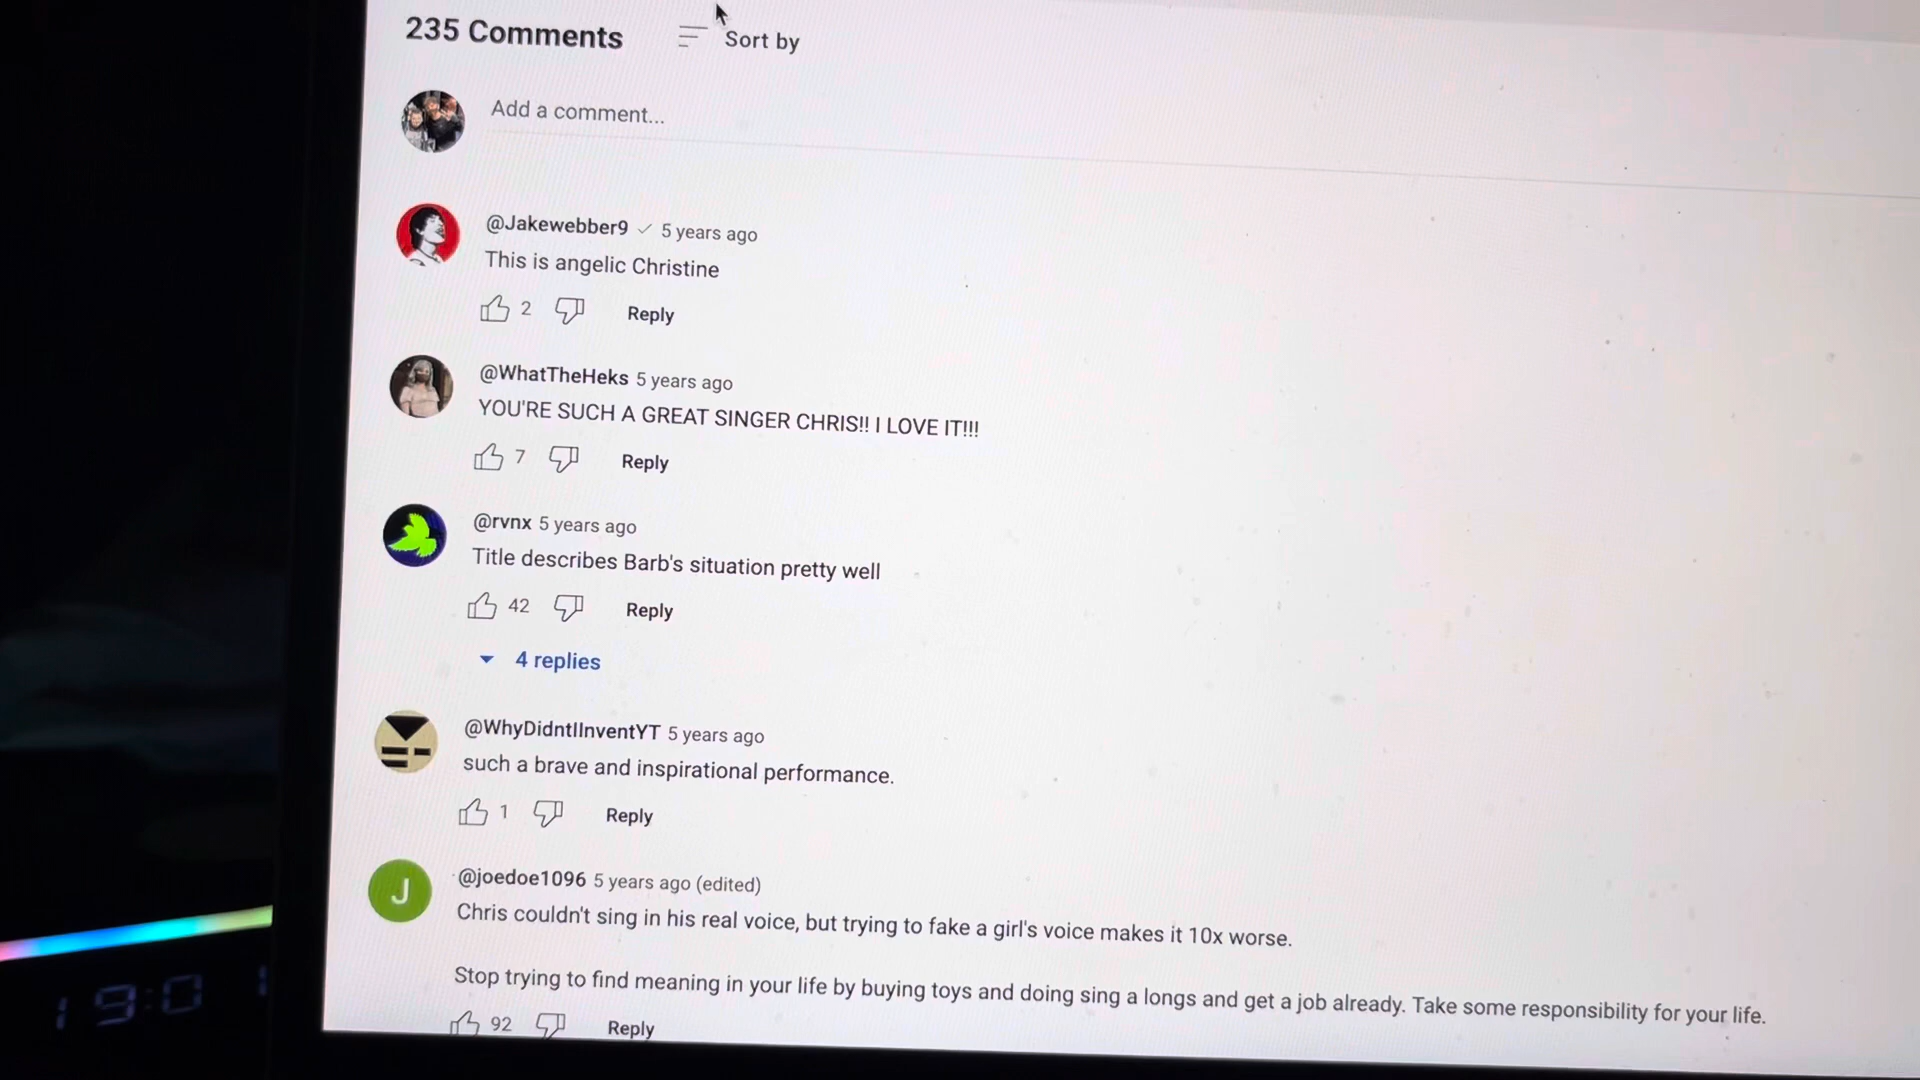 235 Comments
Sort by
Add a comment...
@Jakewebber9 5 years ago
This is angelic Christine
2 Reply
@WhatTheHeks 5 years ago
YOU'RE SUCH A GREAT SINGER CHRIS!! I LOVE IT!!!
7 Reply
@rvnx 5 years ago
Title describes Barb's situation pretty well
42 Reply
4 replies
@WhyDidntIInventYT 5 years ago
such a brave and inspirational performance.
1 Reply
J
@joedoe1096 5 years ago (edited)
Chris couldn't sing in his real voice, but trying to fake a girl's voice makes it 10x worse.
Stop trying to find meaning in your life by buying toys and doing sing a longs and get a job already. Take some responsibility for your life.
92 Reply